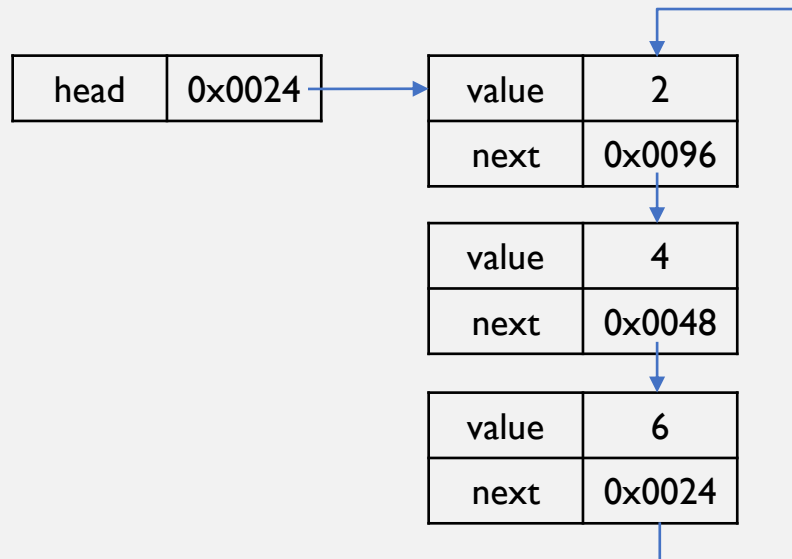 head 0x0024
value 2
next 0x0096
value 4
next 0x0048
value 6
next 0x0024